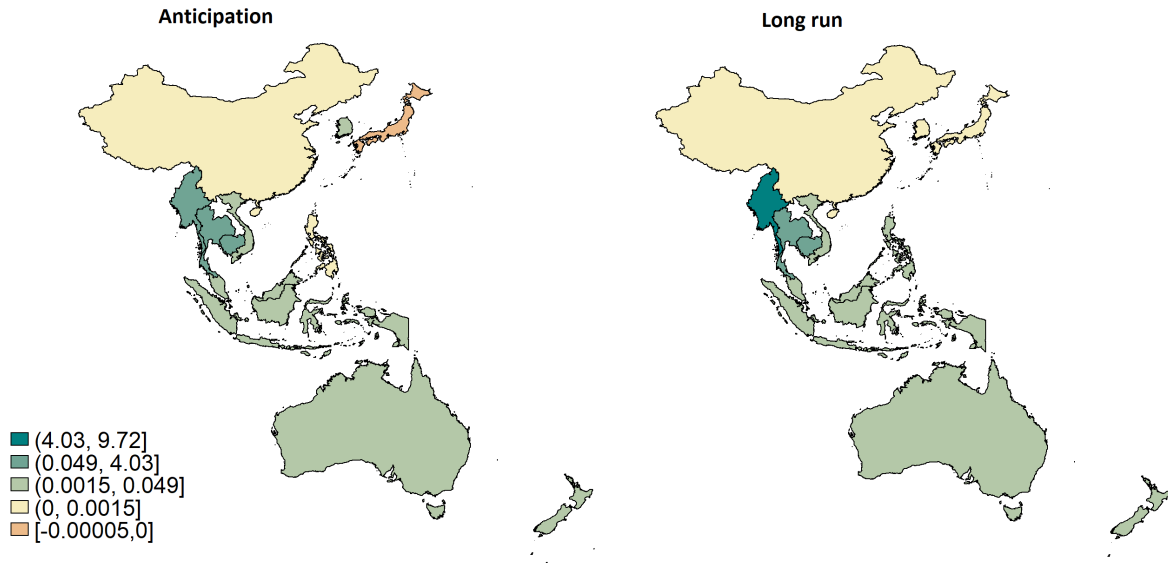 Anticipation
Long run
(4.03, 9.72]
(0.049, 4.03]
(0.0015, 0.049]
(0, 0.0015]
[-0.00005,0]